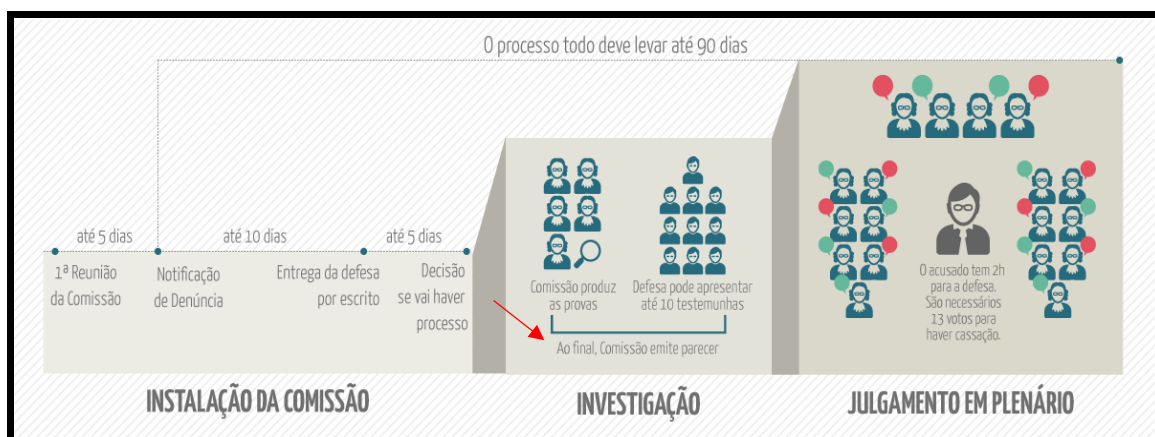 O processo todo deve levar até 90 dias
até 5 dias
até 10 dias
até 5 dias
1ª Reunião
da Comissão
Notificação
de Denúncia
Entrega da defesa
por escrito
Decisão
se vai haver
processo
Comissão produz
as provas
Defesa pode apresentar
até 10 testemunhas
Ao final, Comissão emite parecer
O acusado tem 2h
para a defesa.
São necessários
13 votos para
haver cassação.
INSTALAÇÃO DA COMISSÃO
INVESTIGAÇÃO
JULGAMENTO EM PLENÁRIO